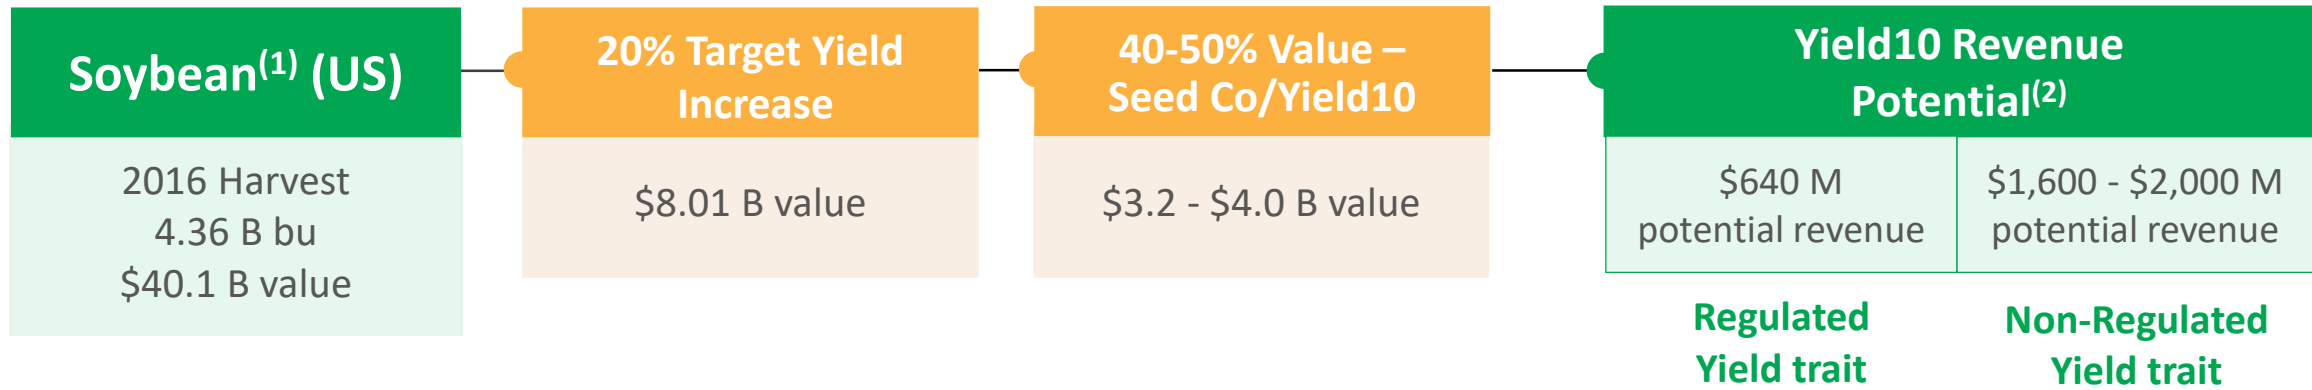 Soybean(1) (US)
2016 Harvest
4.36 B bu
$40.1 B value
20% Target Yield
Increase
$8.01 B value
40-50% Value –
Seed Co/Yield10
$3.2 - $4.0 B value
Yield10 Revenue
Potential(2)
$640 M
potential revenue
$1,600 - $2,000 M
potential revenue
Regulated
Yield trait
Non-Regulated
Yield trait